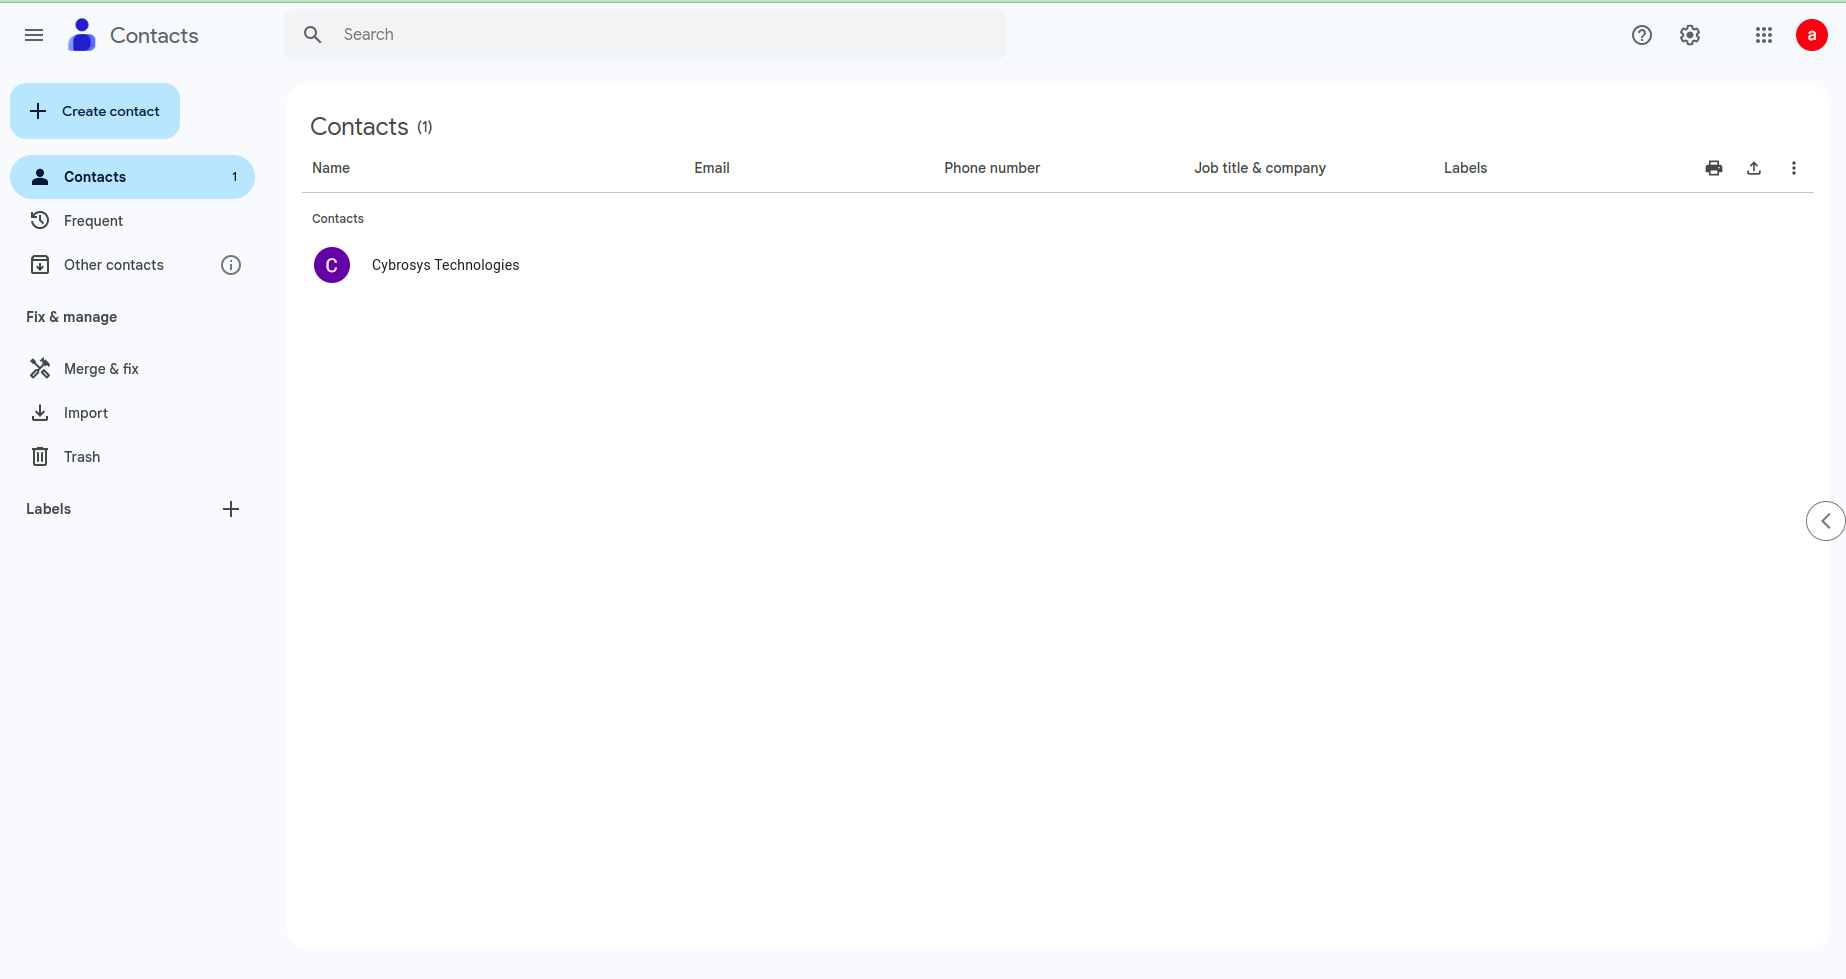 Contacts
Search
a
Create contact
Contacts 1
Frequent
Other contacts
Fix & manage
Merge & fix
Import
Trash
Labels
Contacts (1)
Name Email Phone number Job title & company Labels
Contacts
C Cybrosys Technologies